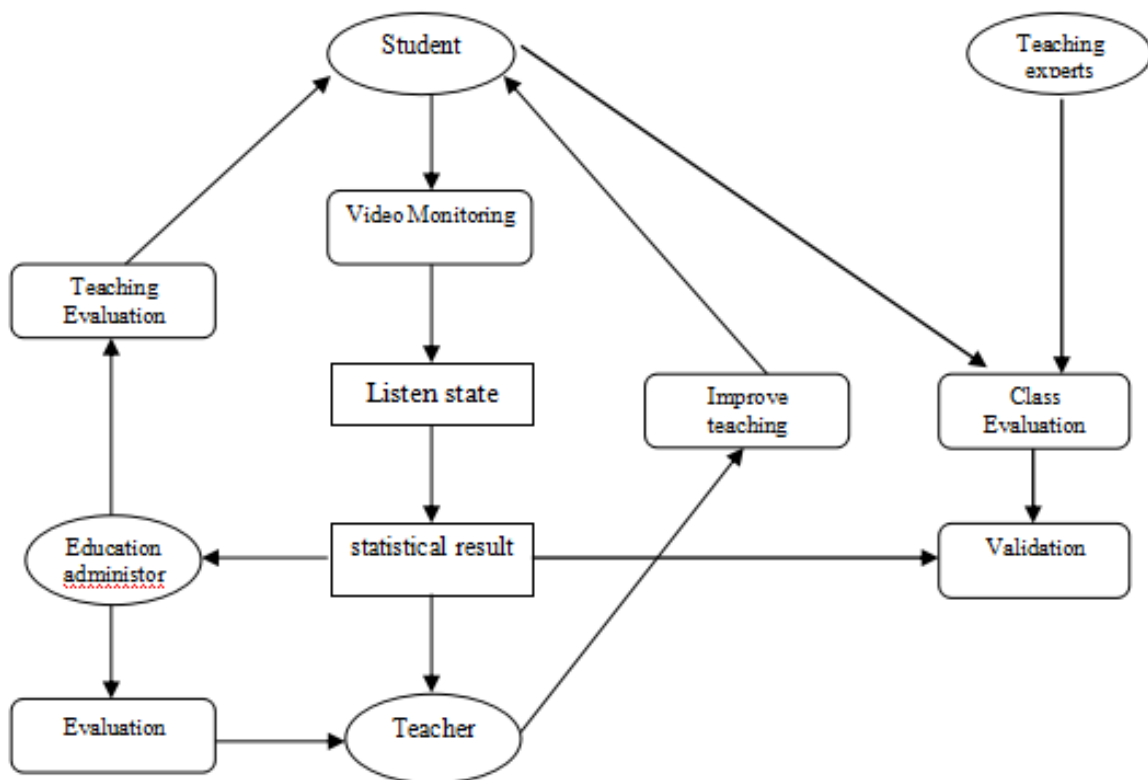 Student
Teaching
experts
Video Monitoring
Teaching
Evaluation
Listen state
Improve
teaching
Class
Evaluation
Education
administor
statistical result
Validation
Evaluation
Teacher